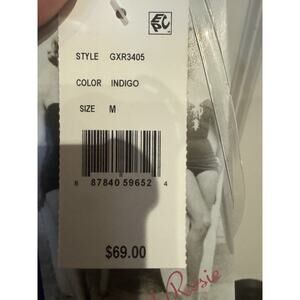 STYLE GXR3405
COLOR INDIGO
SIZE M
8 87840 59652 4
$69.00
Rosie